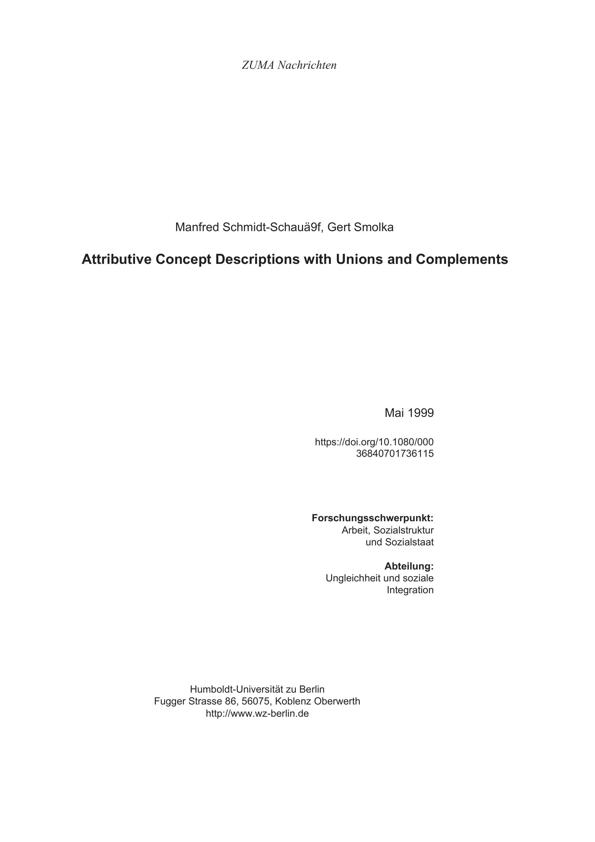 ZUMA Nachrichten
Manfred Schmidt-Schauä9f, Gert Smolka
Attributive Concept Descriptions with Unions and Complements
Mai 1999
https://doi.org/10.1080/000
36840701736115
Forschungsschwerpunkt:
Arbeit, Sozialstruktur
und Sozialstaat
Abteilung:
Ungleichheit und soziale
Integration
Humboldt-Universität zu Berlin
Fugger Strasse 86, 56075, Koblenz Oberwerth
http://www.wz-berlin.de